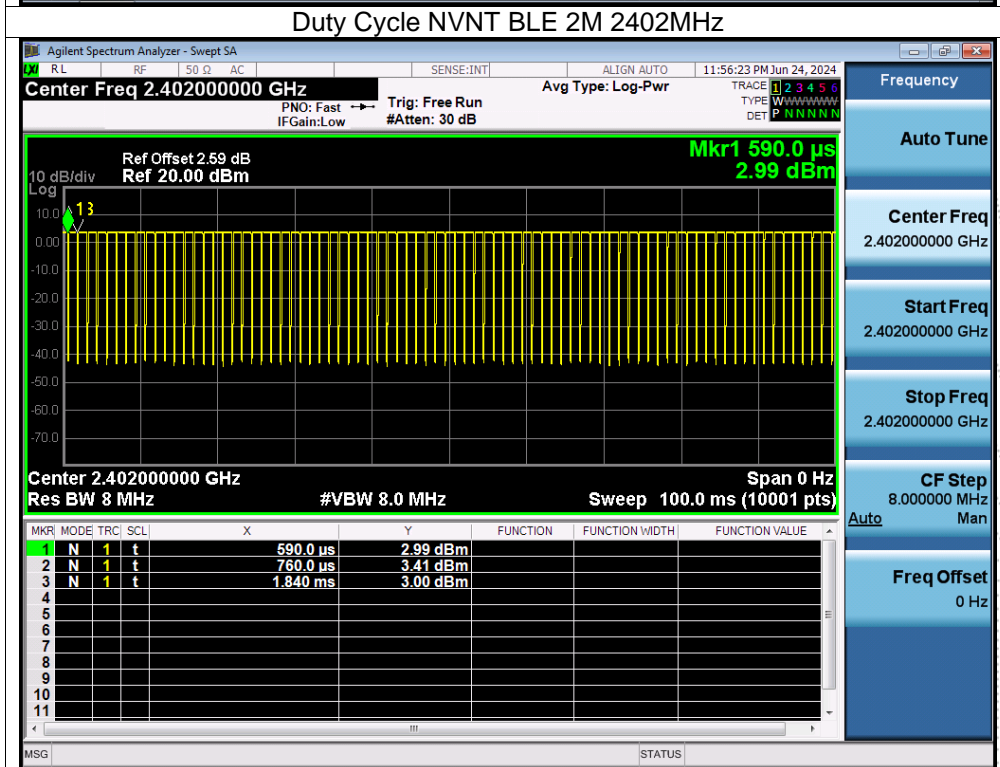 Duty Cycle NVNT BLE 2M 2402MHz
Agilent Spectrum Analyzer - Swept SA
LXI RL RF 50 Ω AC SENSE:INT ALIGN AUTO 11:56:23 PM Jun 24, 2024
Center Freq 2.402000000 GHz
PNO: Fast
IFGain:Low
Trig: Free Run
#Atten: 30 dB
Avg Type: Log-Pwr
TRACE 1 2 3 4 5 6
TYPE WWWWWW
DET P N N N N N
Mkr1 590.0 µs
2.99 dBm
Ref Offset 2.59 dB
10 dB/div Ref 20.00 dBm
Log
10.0
0.00
-10.0
-20.0
-30.0
-40.0
-50.0
-60.0
-70.0
1 3
Center 2.402000000 GHz Span 0 Hz
Res BW 8 MHz #VBW 8.0 MHz Sweep 100.0 ms (10001 pts)
MKR MODE TRC SCL X Y FUNCTION FUNCTION WIDTH FUNCTION VALUE
1 N 1 t 590.0 µs 2.99 dBm
2 N 1 t 760.0 µs 3.41 dBm
3 N 1 t 1.840 ms 3.00 dBm
4
5
6
7
8
9
10
11
MSG STATUS
Frequency
Auto Tune
Center Freq
2.402000000 GHz
Start Freq
2.402000000 GHz
Stop Freq
2.402000000 GHz
CF Step
8.000000 MHz
Auto Man
Freq Offset
0 Hz